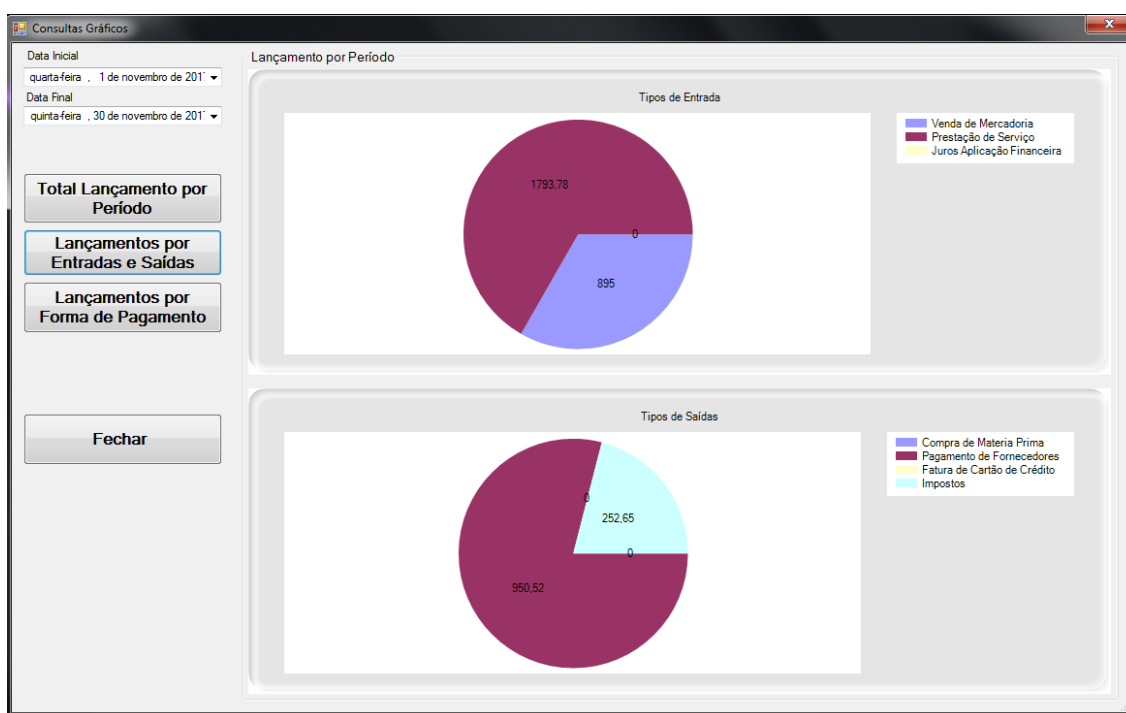 Consultas Gráficos
Data Inicial
quarta-feira , 1 de novembro de 201
Data Final
quinta-feira , 30 de novembro de 201
Total Lançamento por
Período
Lançamentos por
Entradas e Saídas
Lançamentos por
Forma de Pagamento
Fechar
Lançamento por Período
Tipos de Entrada
1793,78
0
895
Venda de Mercadoria
Prestação de Serviço
Juros Aplicação Financeira
Tipos de Saídas
0
252,65
0
950,52
Compra de Materia Prima
Pagamento de Fornecedores
Fatura de Cartão de Crédito
Impostos